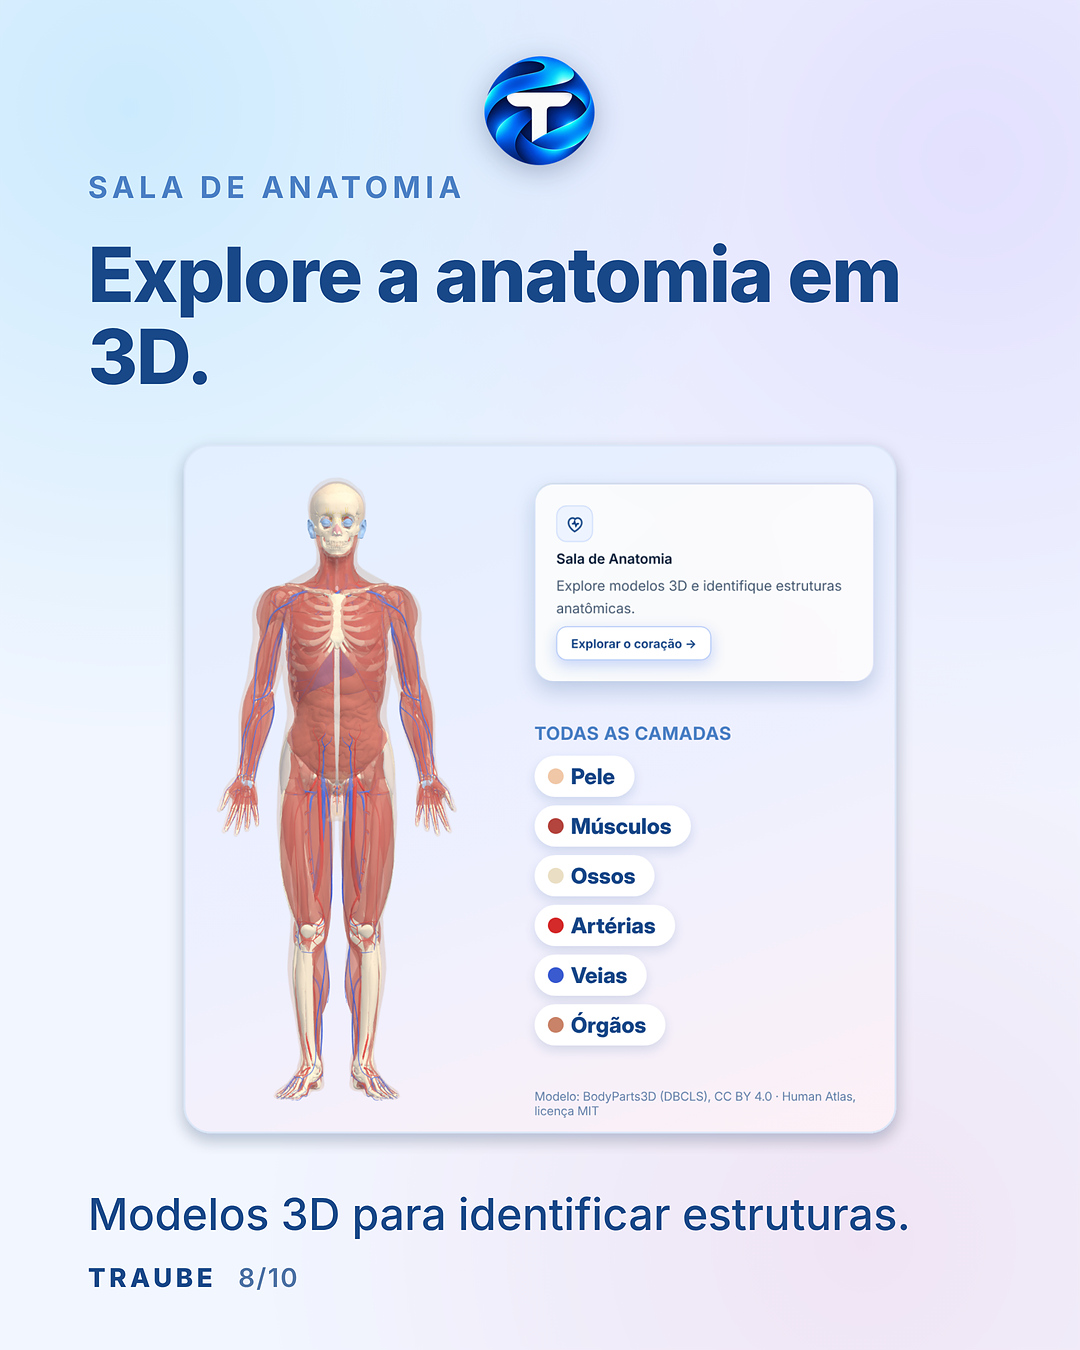 T
SALA DE ANATOMIA
Explore a anatomia em
3D.
Sala de Anatomia
Explore modelos 3D e identifique estruturas
anatômicas.
Explorar o coração →
TODAS AS CAMADAS
Pele
Músculos
Ossos
Artérias
Veias
Órgãos
Modelo: BodyParts3D (DBCLS), CC BY 4.0 · Human Atlas,
licença MIT
Modelos 3D para identificar estruturas.
TRAUBE 8/10